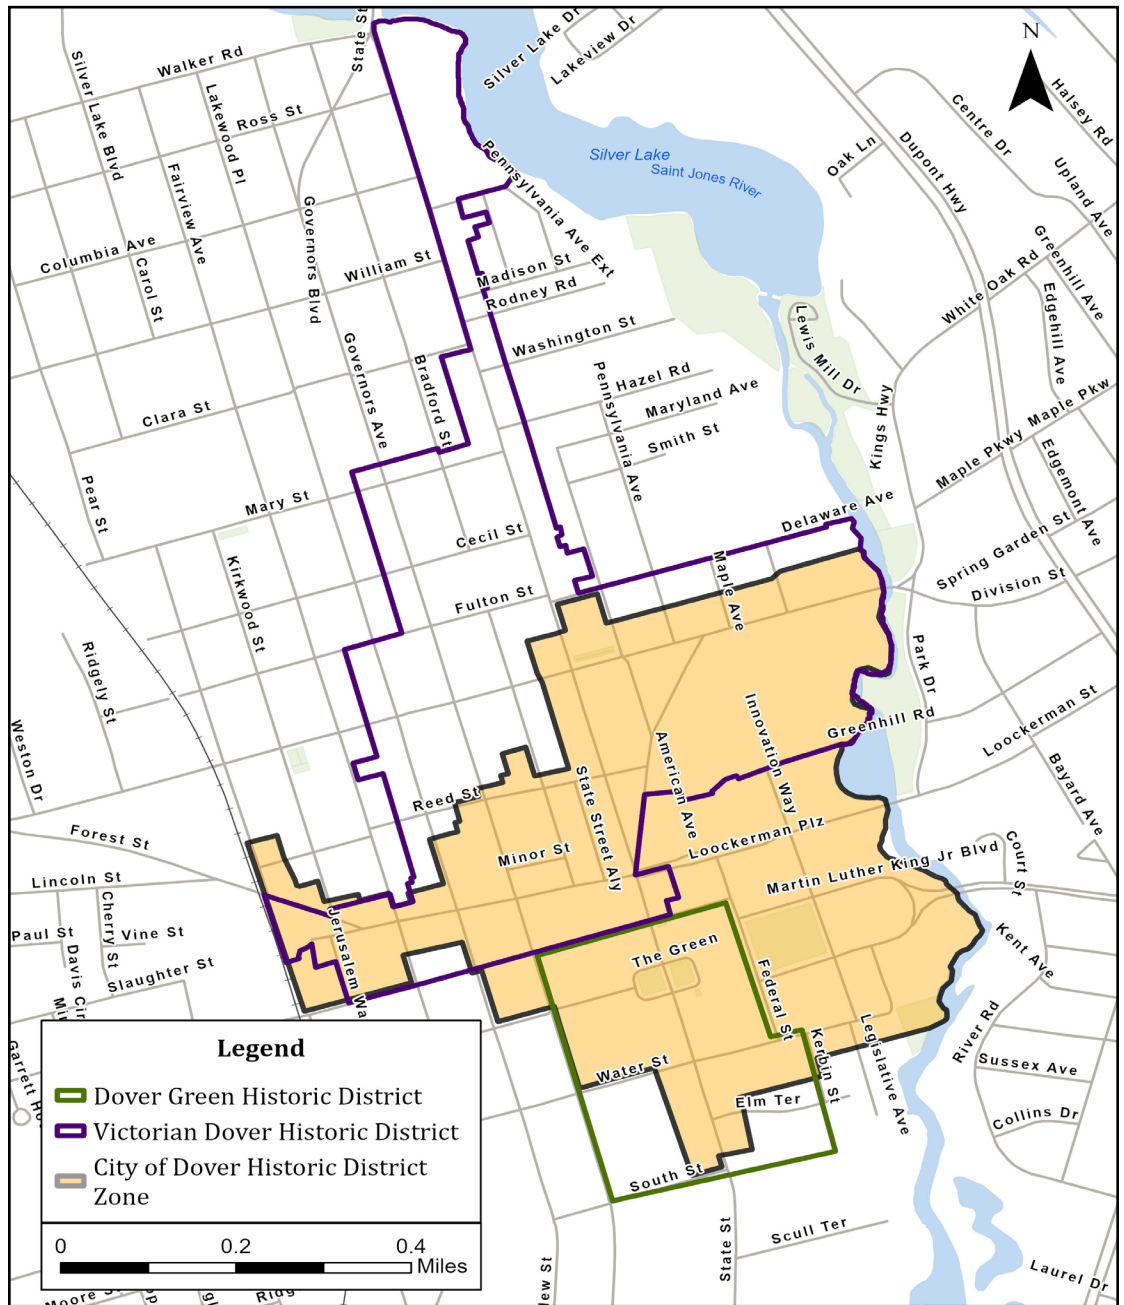 State St
Silver Lake Dr
Lakeview Dr
N
Walker Rd
Silver Lake Blvd
Lakewood Pl
Ross St
Halsey Rd
Centre Dr
Dupont Hwy
Oak Ln
Pennsylvania Ave Ext
Silver Lake
Saint Jones River
Upland Ave
Fairview Ave
Governors Blvd
Greenhill Ave
Columbia Ave
Carol St
William St
Madison St
Rodney Rd
White Oak Rd
Edgehill Ave
Washington St
Lewis Mill Dr
Governors Ave
Bradford St
Pennsylvania Ave
Hazel Rd
Maryland Ave
Kings Hwy
Maple Pkwy
Maple Pkw
Clara St
Smith St
Edgemont Ave
Pear St
Mary St
Cecil St
Delaware Ave
Spring Garden St
Division St
Kirkwood St
Fulton St
Maple Ave
Ridgely St
Park Dr
Weston Dr
Innovation Way
Greenhill Rd
Loockerman St
American Ave
Bayard Ave
Reed St
State Street Aly
Forest St
Minor St
Loockerman Plz
Martin Luther King Jr Blvd
Court St
Lincoln St
Cherry St
Jerusalem Wa
Paul St
Vine St
Davis Cir
Slaughter St
The Green
Federal St
Kent Ave
River Rd
Garrett
Water St
Kerbin St
Legislative Ave
Sussex Ave
Elm Ter
Collins Dr
South St
State St
Scull Ter
Laurel Dr
Legend
Dover Green Historic District
Victorian Dover Historic District
City of Dover Historic District
Zone
0
0.2
0.4
Miles
Moore